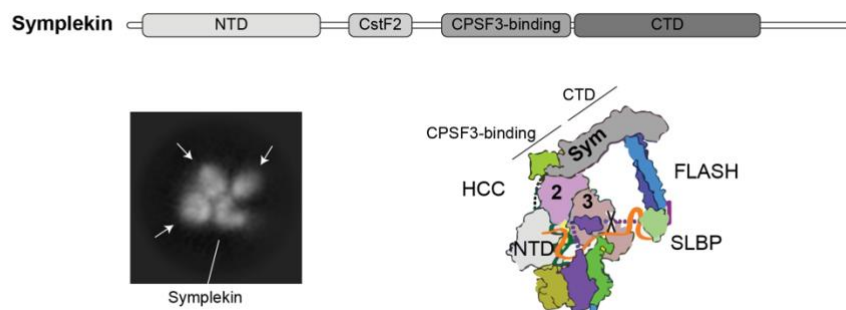 Symplekin NTD CstF2 CPSF3-binding CTD
Symplekin
CTD
CPSF3-binding
Sym
HCC
FLASH
2
3
NTD
SLBP